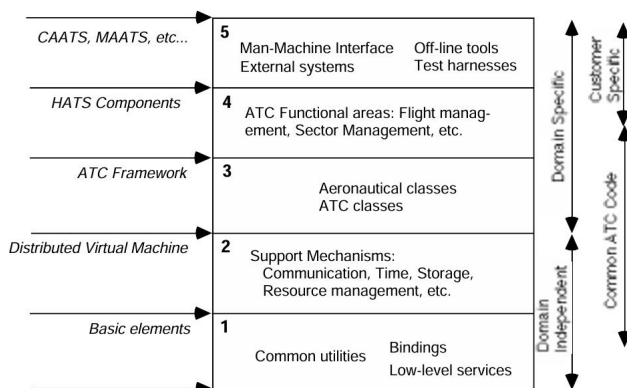 CAATS, MAATS, etc...
5
Man-Machine Interface
External systems
Off-line tools
Test harnesses
HATS Components
4
ATC Functional areas: Flight manag-
ement, Sector Management, etc.
ATC Framework
3
Aeronautical classes
ATC classes
Distributed Virtual Machine
2
Support Mechanisms:
Communication, Time, Storage,
Resource management, etc.
Basic elements
1
Common utilities
Bindings
Low-level services
Domain Specific
Domain
Independent
Customer
Specific
Common ATC Code